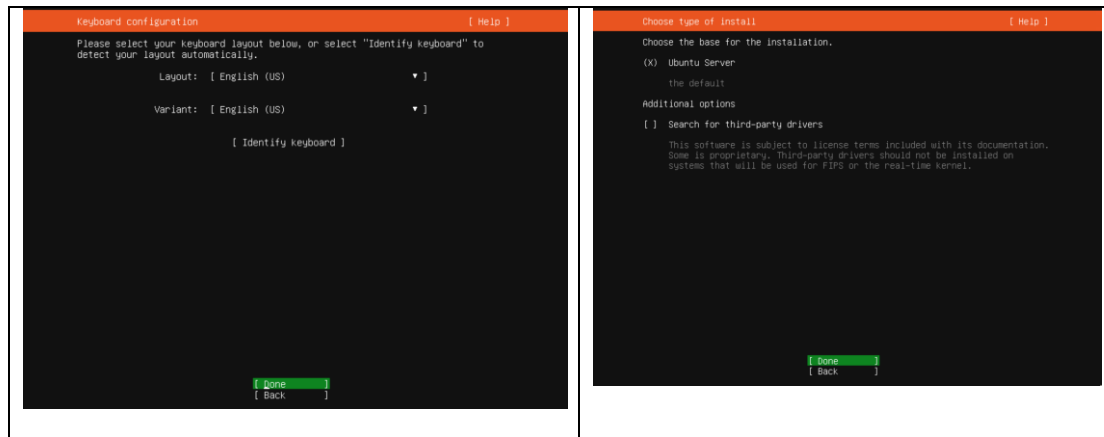 Keyboard configuration [ Help ]
Please select your keyboard layout below, or select "Identify keyboard" to
detect your layout automatically.
Layout: [ English (US) ▾ ]
Variant: [ English (US) ▾ ]
[ Identify keyboard ]
[ Done ]
[ Back ]
Choose type of install [ Help ]
Choose the base for the installation.
(X) Ubuntu Server
the default
Additional options
[ ] Search for third-party drivers
This software is subject to license terms included with its documentation.
Some is proprietary. Third-party drivers should not be installed on
systems that will be used for FIPS or the real-time kernel.
[ Done ]
[ Back ]